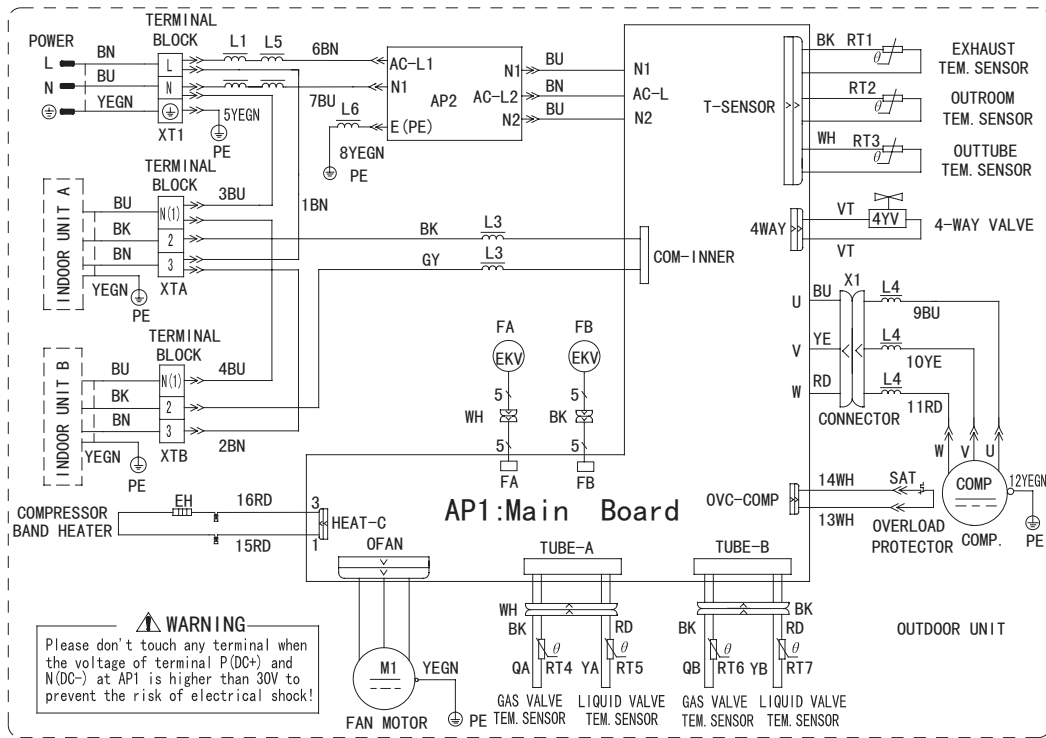 POWER
TERMINAL
BLOCK
L
BN
L
L1
L5
6BN
N
BU
N
YEGN
5YEGN
PE
XT1
7BU
L6
8YEGN
PE
AC-L1
N1
E(PE)
AP2
N1
AC-L2
N2
BU
BN
BU
N1
AC-L
N2
T-SENSOR
BK
RT1
θ
EXHAUST
TEM. SENSOR
RT2
θ
OUTROOM
TEM. SENSOR
WH
RT3
θ
OUTTUBE
TEM. SENSOR
TERMINAL
BLOCK
INDOOR UNIT A
BU
N(1)
3BU
1BN
BK
2
BN
3
YEGN
PE
XTA
BK
L3
GY
L3
COM-INNER
4WAY
VT
4YV
VT
4-WAY VALVE
TERMINAL
BLOCK
INDOOR UNIT B
BU
N(1)
4BU
BK
2
BN
3
2BN
YEGN
PE
XTB
FA
EKV
5
WH
5
FA
FB
EKV
5
BK
5
FB
X1
U
BU
L4
9BU
V
YE
L4
10YE
W
RD
L4
11RD
CONNECTOR
W
V
U
COMP
12YEGN
PE
COMP.
OVC-COMP
14WH
SAT
13WH
OVERLOAD
PROTECTOR
COMPRESSOR
BAND HEATER
EH
16RD
3
15RD
1
HEAT-C
AP1:Main Board
OFAN
TUBE-A
TUBE-B
M1
YEGN
PE
FAN MOTOR
WH
BK
RD
θ
θ
QA
RT4
YA
RT5
GAS VALVE
TEM. SENSOR
LIQUID VALVE
TEM. SENSOR
BK
BK
RD
θ
θ
QB
RT6
YB
RT7
GAS VALVE
TEM. SENSOR
LIQUID VALVE
TEM. SENSOR
OUTDOOR UNIT
WARNING
Please don't touch any terminal when
the voltage of terminal P(DC+) and
N(DC-) at AP1 is higher than 30V to
prevent the risk of electrical shock!